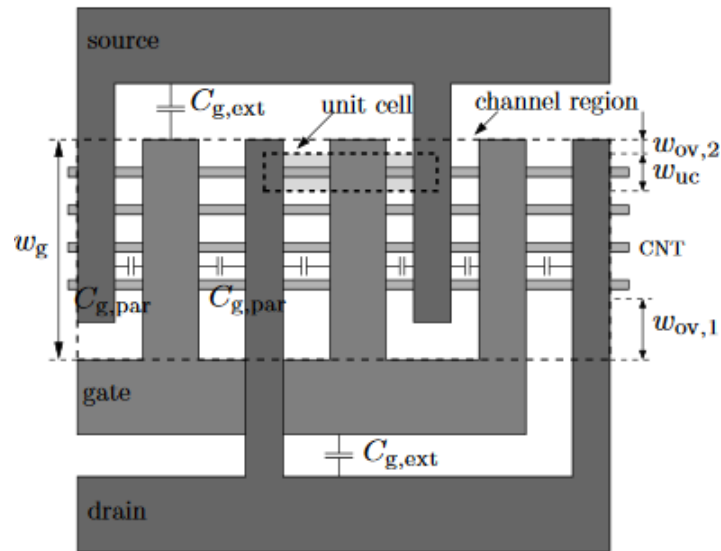 source
C_g,ext
unit cell
channel region
w_ov,2
w_uc
w_g
CNT
C_g,par
C_g,par
w_ov,1
gate
C_g,ext
drain